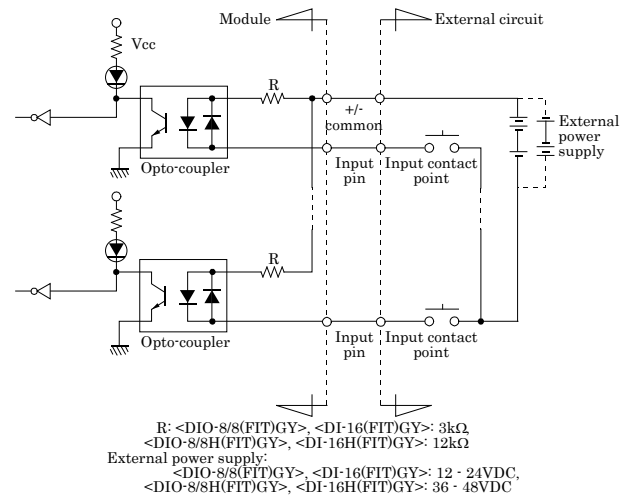 Module
External circuit
Vcc
R
+/-
common
External
power
supply
Input
pin
Input contact
point
Opto-coupler
R
Input
pin
Input contact
point
Opto-coupler
R: <DIO-8/8(FIT)GY>, <DI-16(FIT)GY>: 3kΩ,
<DIO-8/8H(FIT)GY>, <DI-16H(FIT)GY>: 12kΩ
External power supply:
<DIO-8/8(FIT)GY>, <DI-16(FIT)GY>: 12 - 24VDC,
<DIO-8/8H(FIT)GY>, <DI-16H(FIT)GY>: 36 - 48VDC